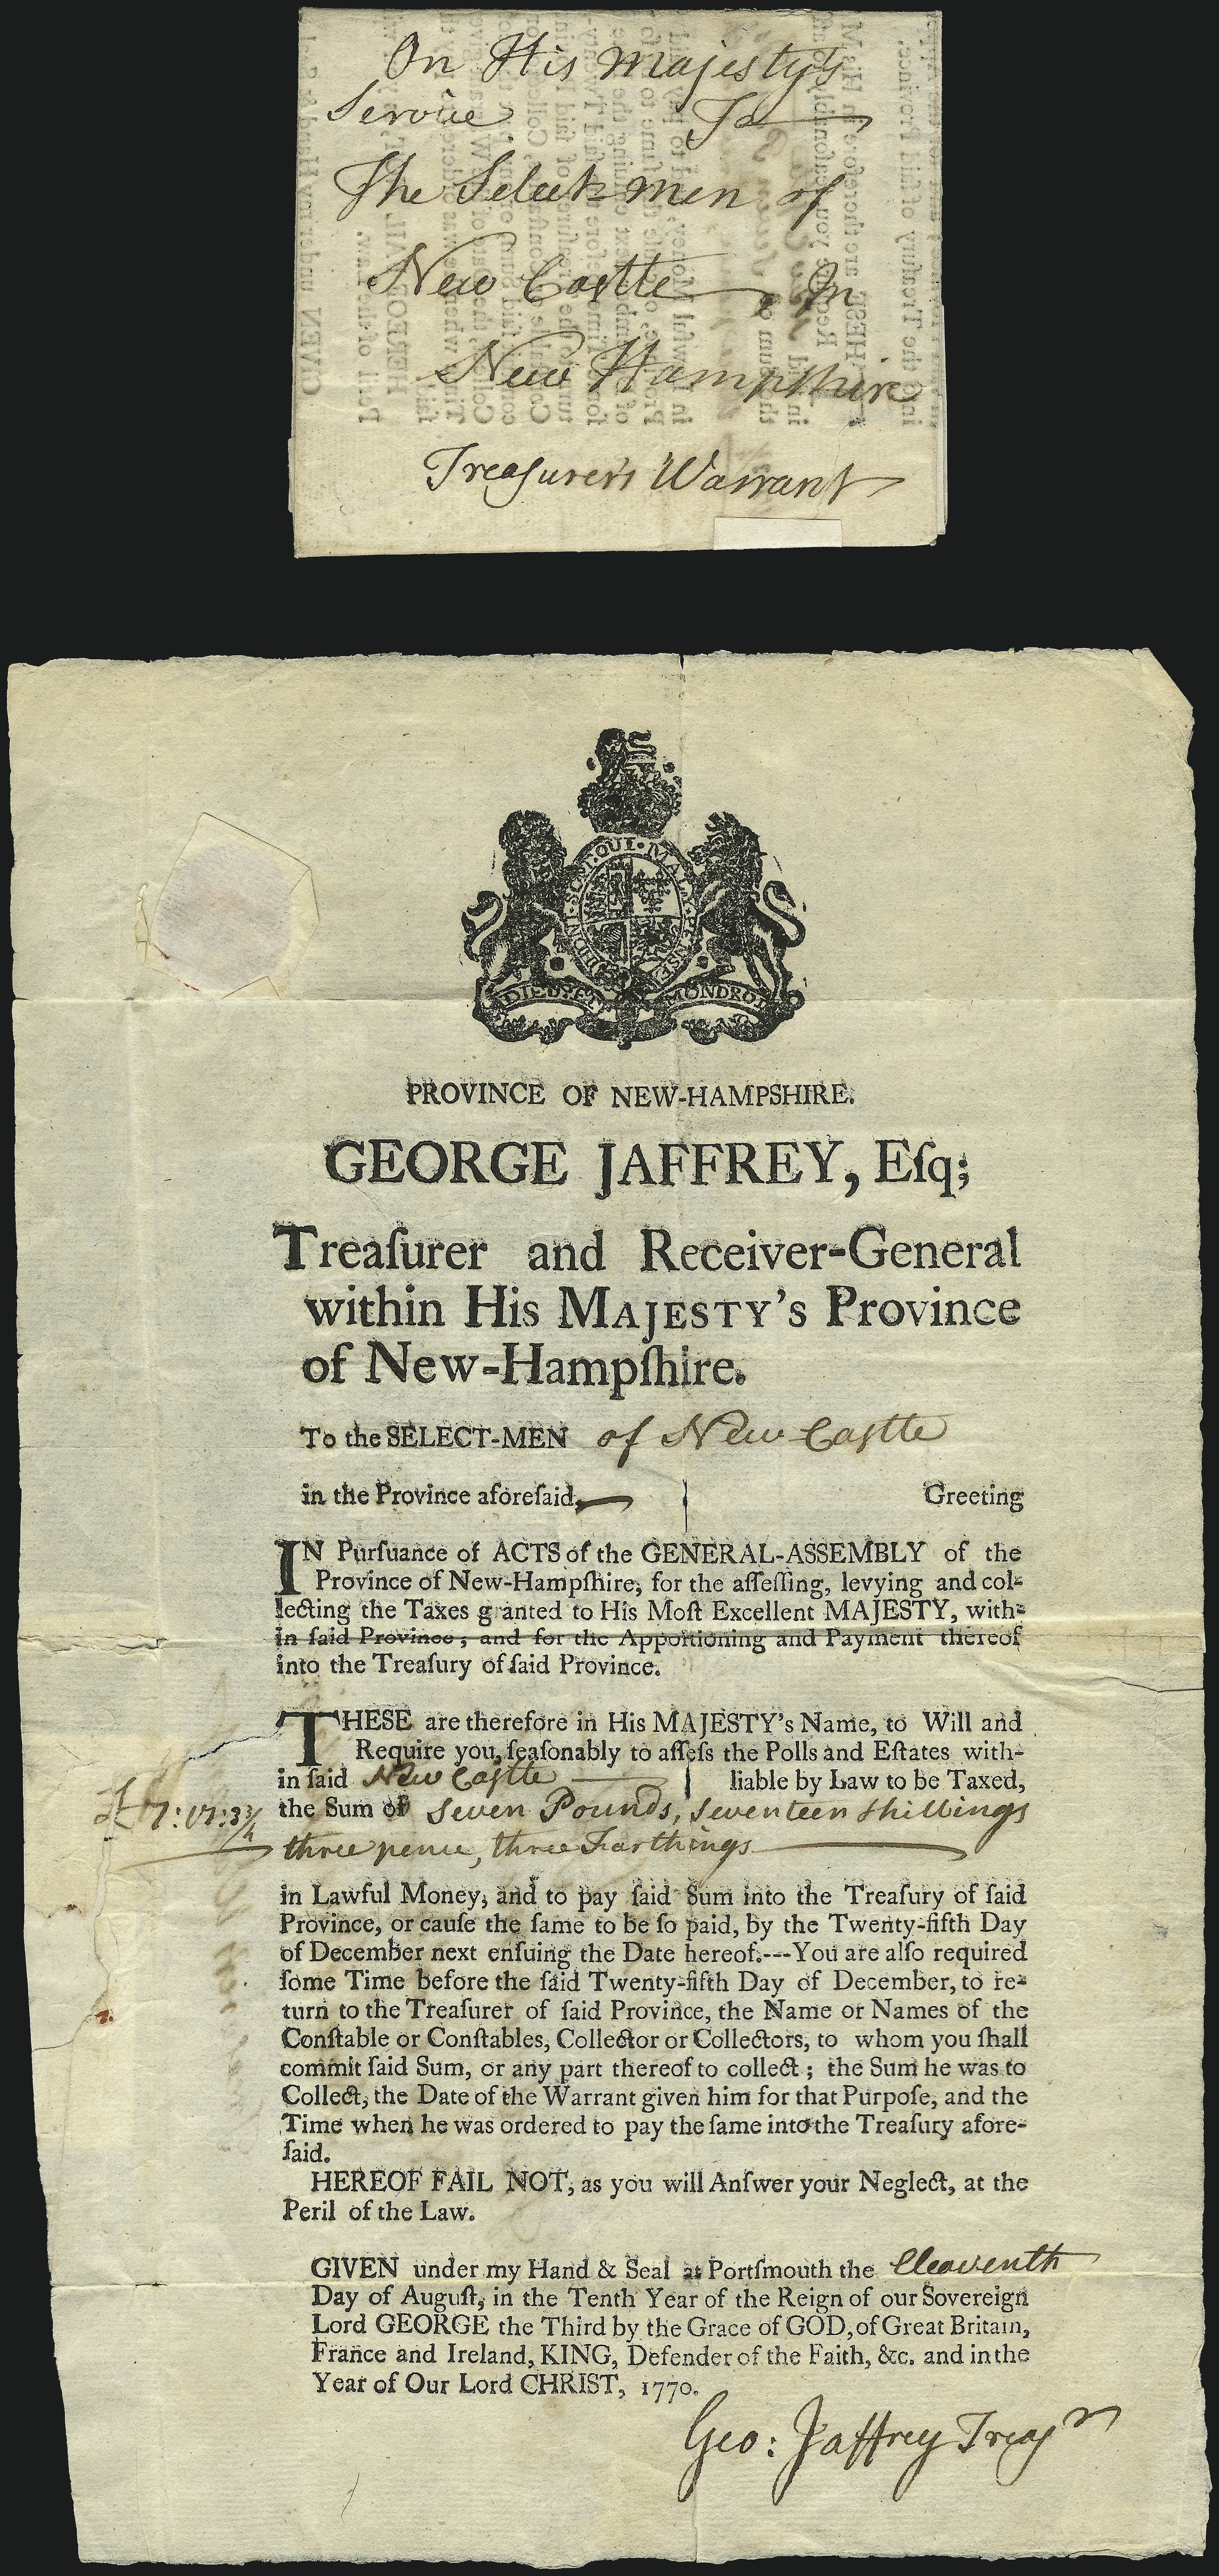 On His Majesty's
Service To
The Select men of
New Castle, In
New Hampshire
Treaſurer's Warrant
HONI·SOIT·QUI·MAL·Y·PENSE
DIEU ET MON DROIT
PROVINCE OF NEW-HAMPSHIRE.
GEORGE JAFFREY, Eſq;
Treaſurer and Receiver-General
within His MAJESTY's Province
of New-Hampſhire.
To the SELECT-MEN of New Caſtle
in the Province aforeſaid, Greeting
IN Purſuance of ACTS of the GENERAL-ASSEMBLY of the
Province of New-Hampſhire, for the aſſeſſing, levying and col-
lecting the Taxes granted to His Moſt Excellent MAJESTY, with-
in ſaid Province; and for the Apportioning and Payment thereof
into the Treaſury of ſaid Province.
THESE are therefore in His MAJESTY's Name, to Will and
Require you, ſeaſonably to aſſeſs the Polls and Eſtates with-
in ſaid New Caſtle liable by Law to be Taxed,
£7:17:3¾ the Sum of Seven Pounds, Seventeen Shillings
three pence, three Farthings
in Lawful Money, and to pay ſaid Sum into the Treaſury of ſaid
Province, or cauſe the ſame to be ſo paid, by the Twenty-fifth Day
of December next enſuing the Date hereof.---You are alſo required
ſome Time before the ſaid Twenty-fifth Day of December, to re-
turn to the Treaſurer of ſaid Province, the Name or Names of the
Conſtable or Conſtables, Collector or Collectors, to whom you ſhall
commit ſaid Sum, or any part thereof to collect; the Sum he was to
Collect, the Date of the Warrant given him for that Purpoſe, and the
Time when he was ordered to pay the ſame into the Treaſury afore-
ſaid.
HEREOF FAIL NOT, as you will Anſwer your Neglect, at the
Peril of the Law.
GIVEN under my Hand & Seal at Portſmouth the Eleaventh
Day of Auguſt, in the Tenth Year of the Reign of our Sovereign
Lord GEORGE the Third by the Grace of GOD, of Great Britain,
France and Ireland, KING, Defender of the Faith, &c. and in the
Year of Our Lord CHRIST, 1770.
Geo: Jaffrey Treaſr